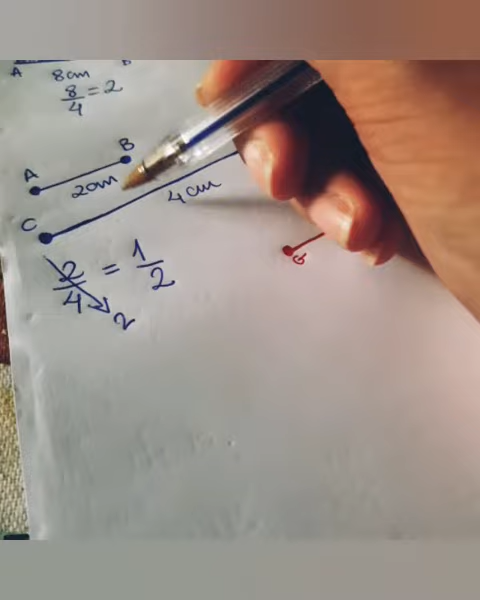 A B
8cm
8/4 = 2
A B
2cm
C 4cm
G
2/4 = 1/2
2